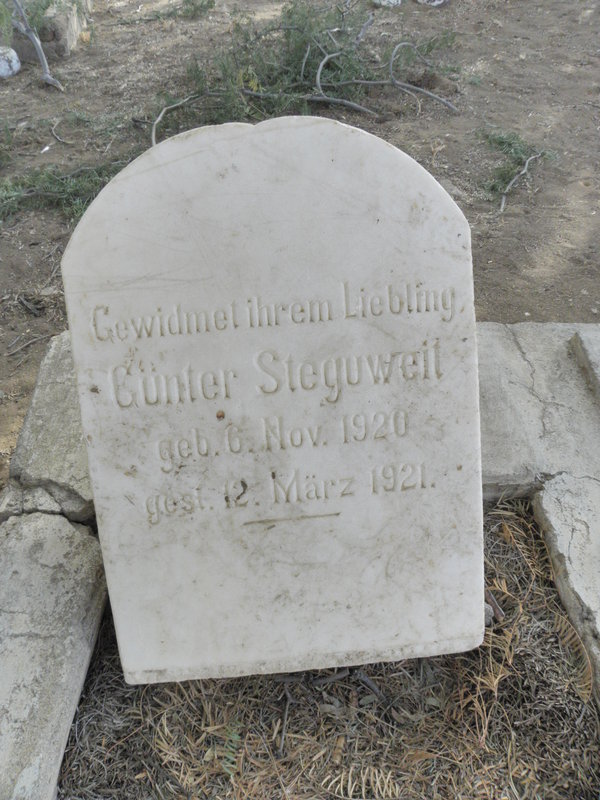 Gewidmet ihrem Liebling,
Günter Steguweit
geb. 6. Nov. 1920
gest. 12. März 1921.